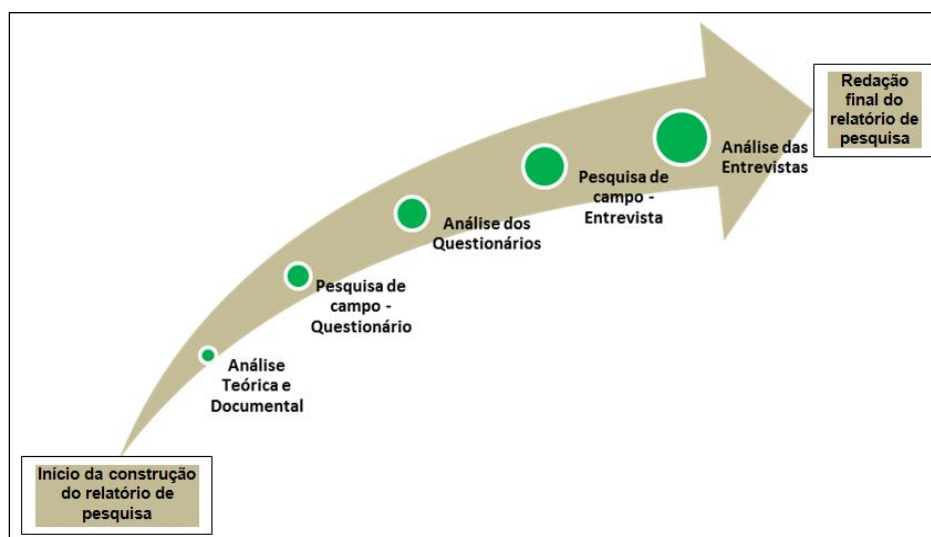 Início da construção
do relatório de
pesquisa
Análise
Teórica e
Documental
Pesquisa de
campo -
Questionário
Análise dos
Questionários
Pesquisa de
campo -
Entrevista
Análise das
Entrevistas
Redação
final do
relatório de
pesquisa